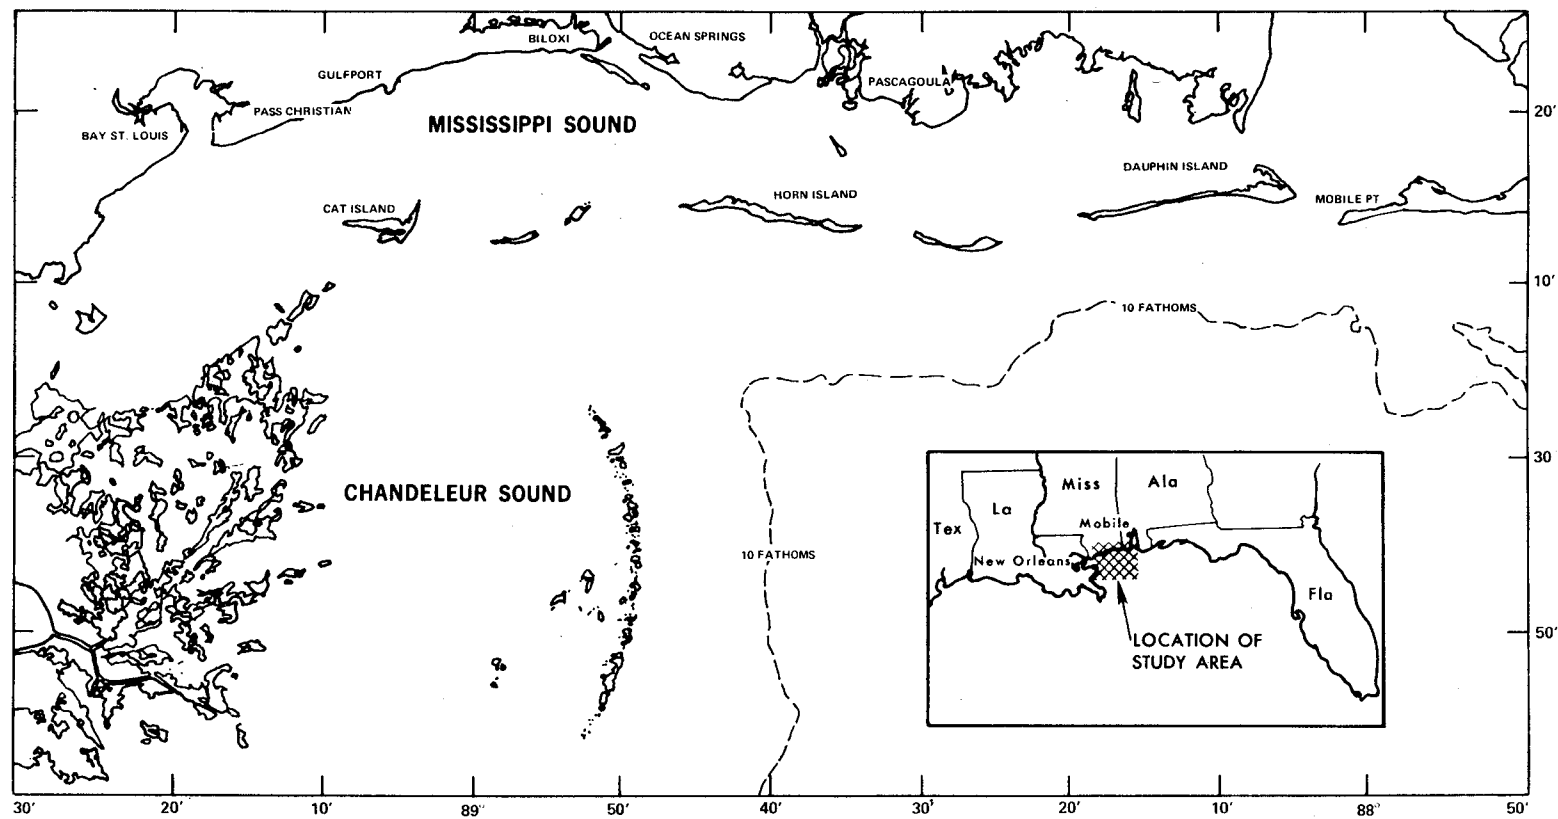 BILOXI
OCEAN SPRINGS
GULFPORT
PASCAGOULA
PASS CHRISTIAN
20'
BAY ST. LOUIS
MISSISSIPPI SOUND
DAUPHIN ISLAND
HORN ISLAND
MOBILE PT
CAT ISLAND
10'
10 FATHOMS
30
CHANDELEUR SOUND
Miss
Ala
La
Tex
Mobile
10 FATHOMS
New Orleans
Fla
50'
LOCATION OF
STUDY AREA
30' 20' 10' 89° 50' 40' 30' 20' 10' 88° 50'